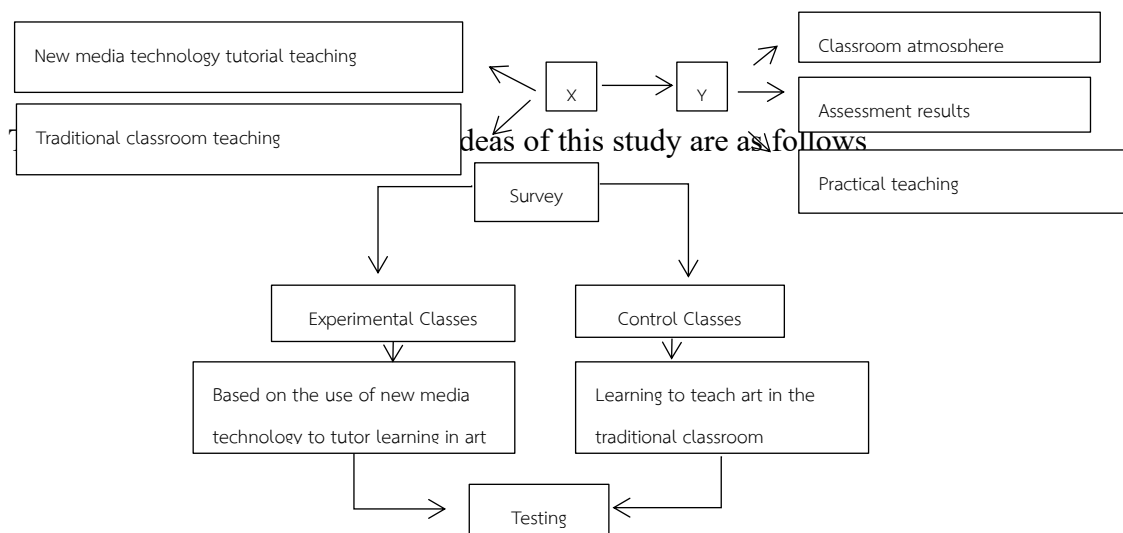 New media technology tutorial teaching
X
Y
Classroom atmosphere
Assessment results
Traditional classroom teaching
T
deas of this study are as follows
Practical teaching
Survey
Experimental Classes
Control Classes
Based on the use of new media
technology to tutor learning in art
Learning to teach art in the
traditional classroom
Testing